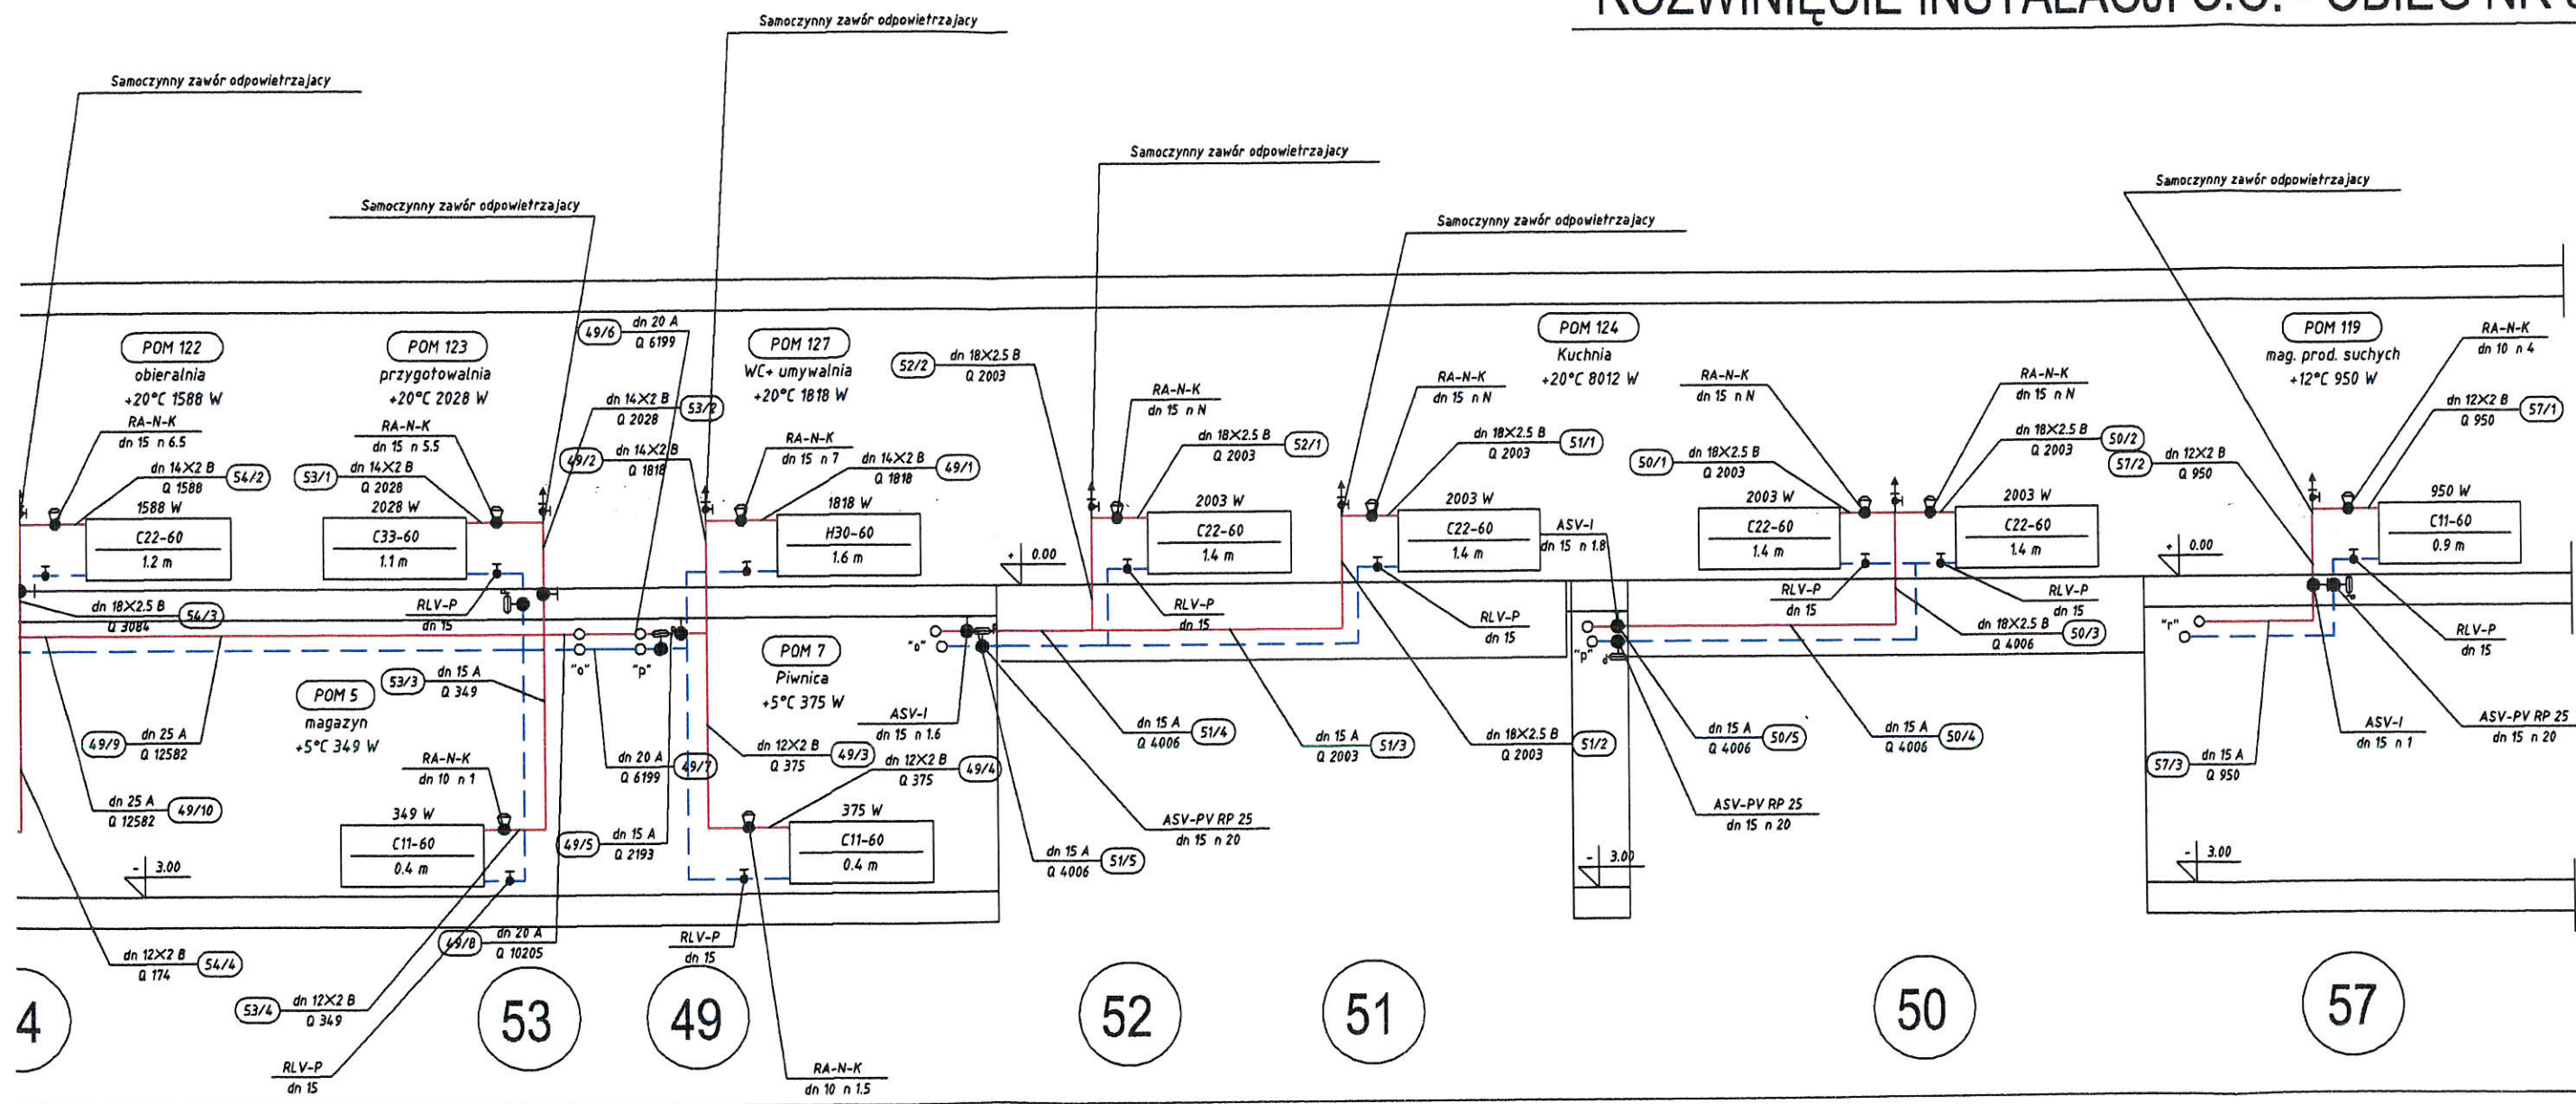 Samoczynny zawór odpowietrzajacy
Samoczynny zawór odpowietrzajacy
Samoczynny zawór odpowietrzajacy
Samoczynny zawór odpowietrzajacy
Samoczynny zawór odpowietrzajacy
Samoczynny zawór odpowietrzajacy
POM 122
obieralnia
+20°C 1588 W
RA-N-K
dn 15 n 6.5
dn 14X2 B
Q 1588
54/2
1588 W
C22-60
1.2 m
dn 18X2.5 B
Q 3084
54/3
49/9
dn 25 A
Q 12582
dn 25 A
Q 12582
49/10
- 3.00
dn 12X2 B
Q 174
54/4
4
POM 123
przygotowalnia
+20°C 2028 W
RA-N-K
dn 15 n 5.5
53/1
dn 14X2 B
Q 2028
2028 W
C33-60
1.1 m
RLV-P
dn 15
dn 14X2 B
Q 2028
53/2
POM 5
magazyn
+5°C 349 W
53/3
dn 15 A
Q 349
RA-N-K
dn 10 n 1
349 W
C11-60
0.4 m
53/4
dn 12X2 B
Q 349
RLV-P
dn 15
53
49/6
dn 20 A
Q 6199
"o"
"p"
49/2
dn 14X2 B
Q 1818
POM 127
WC+ umywalnia
+20°C 1818 W
RA-N-K
dn 15 n 7
dn 14X2 B
Q 1818
49/1
1818 W
H30-60
1.6 m
POM 7
Piwnica
+5°C 375 W
dn 20 A
Q 6199
49/7
dn 12X2 B
Q 375
49/3
dn 12X2 B
Q 375
49/4
49/5
dn 15 A
Q 2193
49/8
dn 20 A
Q 10205
375 W
C11-60
0.4 m
RLV-P
dn 15
RA-N-K
dn 10 n 1.5
49
52/2
dn 18X2.5 B
Q 2003
RA-N-K
dn 15 n N
dn 18X2.5 B
Q 2003
52/1
2003 W
C22-60
1.4 m
+ 0.00
RLV-P
dn 15
"o"
ASV-I
dn 15 n 1.6
dn 15 A
Q 4006
51/4
ASV-PV RP 25
dn 15 n 20
dn 15 A
Q 4006
51/5
52
RA-N-K
dn 15 n N
dn 18X2.5 B
Q 2003
51/1
2003 W
C22-60
1.4 m
RLV-P
dn 15
dn 15 A
Q 2003
51/3
dn 18X2.5 B
Q 2003
51/2
51
POM 124
Kuchnia
+20°C 8012 W
ASV-I
dn 15 n 1.8
"p"
- 3.00
RA-N-K
dn 15 n N
50/1
dn 18X2.5 B
Q 2003
2003 W
C22-60
1.4 m
RLV-P
dn 15
RA-N-K
dn 15 n N
dn 18X2.5 B
Q 2003
50/2
2003 W
C22-60
1.4 m
RLV-P
dn 15
dn 18X2.5 B
Q 4006
50/3
dn 15 A
Q 4006
50/5
dn 15 A
Q 4006
50/4
ASV-PV RP 25
dn 15 n 20
50
POM 119
mag. prod. suchych
+12°C 950 W
RA-N-K
dn 10 n 4
dn 12X2 B
Q 950
57/1
57/2
dn 12X2 B
Q 950
950 W
C11-60
0.9 m
+ 0.00
"r"
RLV-P
dn 15
ASV-I
dn 15 n 1
ASV-PV RP 25
dn 15 n 20
57/3
dn 15 A
Q 950
- 3.00
57